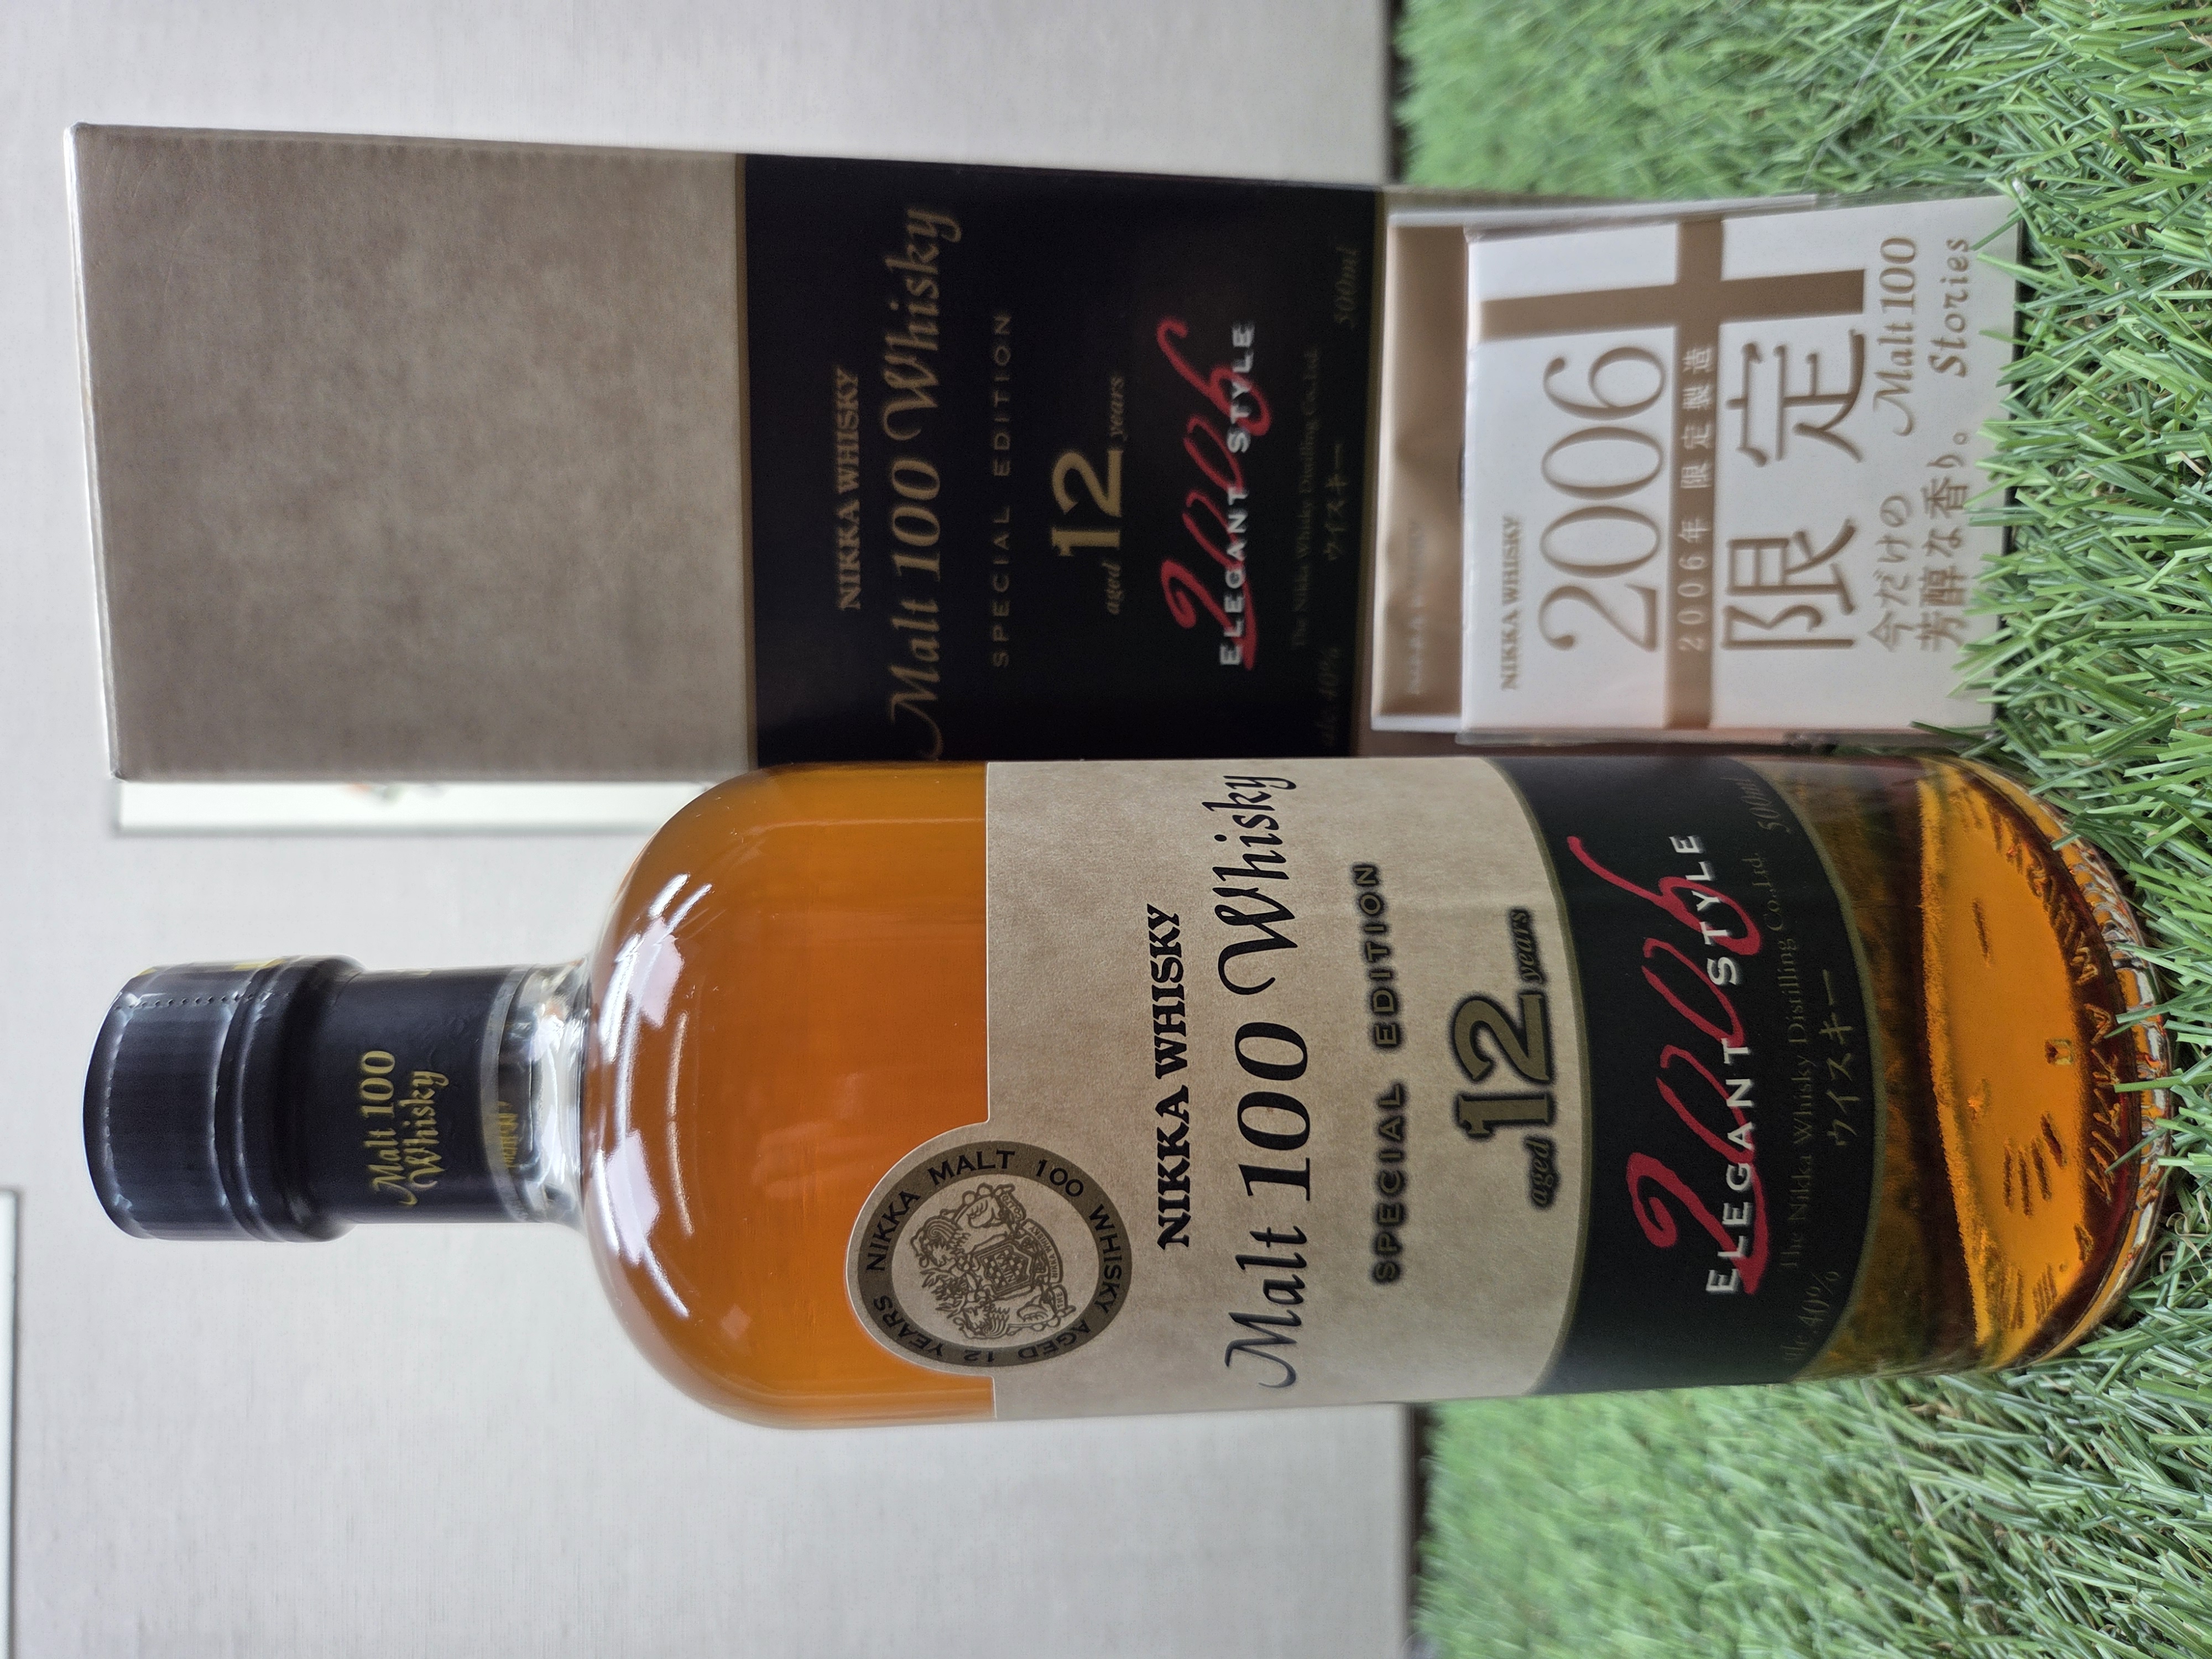 Malt 100
Whisky
NIKKA MALT 100 WHISKY AGED 12 YEARS
NIKKA WHISKY
Malt 100 Whisky
SPECIAL EDITION
aged 12 years
2006
ELEGANT STYLE
The Nikka Whisky Distilling Co.,Ltd.
alc. 40% 500ml
ウイスキー
NIKKA WHISKY
Malt 100 Whisky
SPECIAL EDITION
aged 12 years
2006
ELEGANT STYLE
The Nikka Whisky Distilling Co.,Ltd.
alc. 40% ウイスキー 500ml
NIKKA WHISKY
2006
2006年 限定製造
限定
今だけの
芳醇な香り。
Malt 100
Stories